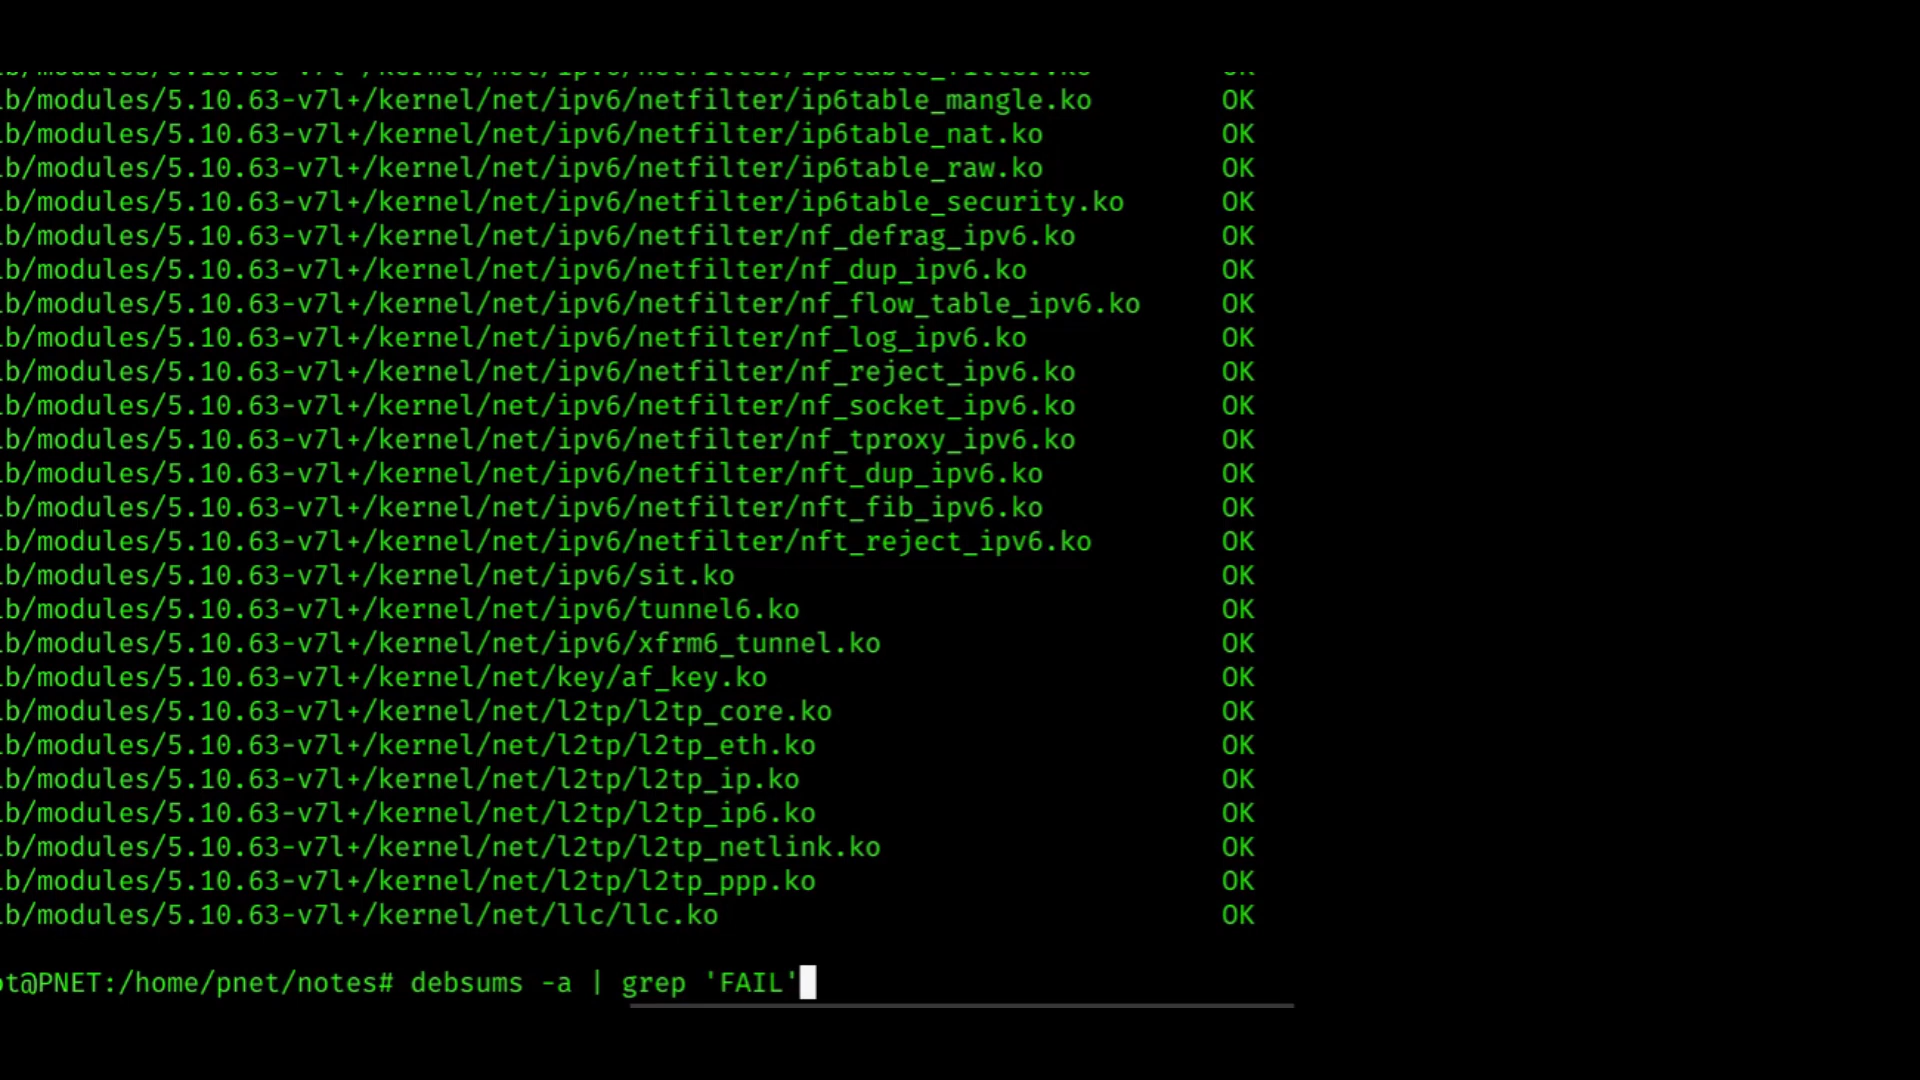 b/modules/5.10.63-v7l+/kernel/net/ipv6/netfilter/ip6table_filter.ko OK
b/modules/5.10.63-v7l+/kernel/net/ipv6/netfilter/ip6table_mangle.ko OK
b/modules/5.10.63-v7l+/kernel/net/ipv6/netfilter/ip6table_nat.ko OK
b/modules/5.10.63-v7l+/kernel/net/ipv6/netfilter/ip6table_raw.ko OK
b/modules/5.10.63-v7l+/kernel/net/ipv6/netfilter/ip6table_security.ko OK
b/modules/5.10.63-v7l+/kernel/net/ipv6/netfilter/nf_defrag_ipv6.ko OK
b/modules/5.10.63-v7l+/kernel/net/ipv6/netfilter/nf_dup_ipv6.ko OK
b/modules/5.10.63-v7l+/kernel/net/ipv6/netfilter/nf_flow_table_ipv6.ko OK
b/modules/5.10.63-v7l+/kernel/net/ipv6/netfilter/nf_log_ipv6.ko OK
b/modules/5.10.63-v7l+/kernel/net/ipv6/netfilter/nf_reject_ipv6.ko OK
b/modules/5.10.63-v7l+/kernel/net/ipv6/netfilter/nf_socket_ipv6.ko OK
b/modules/5.10.63-v7l+/kernel/net/ipv6/netfilter/nf_tproxy_ipv6.ko OK
b/modules/5.10.63-v7l+/kernel/net/ipv6/netfilter/nft_dup_ipv6.ko OK
b/modules/5.10.63-v7l+/kernel/net/ipv6/netfilter/nft_fib_ipv6.ko OK
b/modules/5.10.63-v7l+/kernel/net/ipv6/netfilter/nft_reject_ipv6.ko OK
b/modules/5.10.63-v7l+/kernel/net/ipv6/sit.ko OK
b/modules/5.10.63-v7l+/kernel/net/ipv6/tunnel6.ko OK
b/modules/5.10.63-v7l+/kernel/net/ipv6/xfrm6_tunnel.ko OK
b/modules/5.10.63-v7l+/kernel/net/key/af_key.ko OK
b/modules/5.10.63-v7l+/kernel/net/l2tp/l2tp_core.ko OK
b/modules/5.10.63-v7l+/kernel/net/l2tp/l2tp_eth.ko OK
b/modules/5.10.63-v7l+/kernel/net/l2tp/l2tp_ip.ko OK
b/modules/5.10.63-v7l+/kernel/net/l2tp/l2tp_ip6.ko OK
b/modules/5.10.63-v7l+/kernel/net/l2tp/l2tp_netlink.ko OK
b/modules/5.10.63-v7l+/kernel/net/l2tp/l2tp_ppp.ko OK
b/modules/5.10.63-v7l+/kernel/net/llc/llc.ko OK
ot@PNET:/home/pnet/notes# debsums -a | grep 'FAIL'